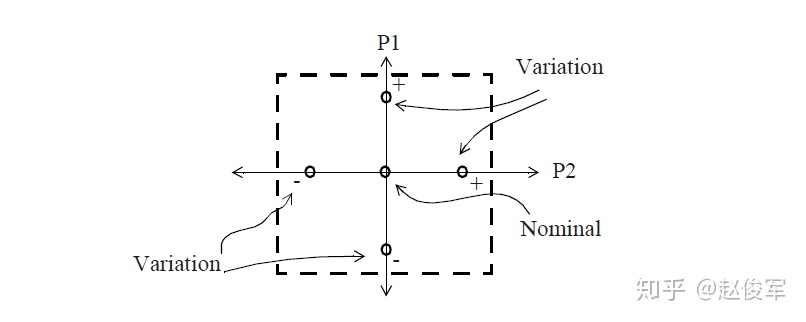 P1
Variation
+
P2
-
+
Nominal
Variation
-
知乎 @赵俊军